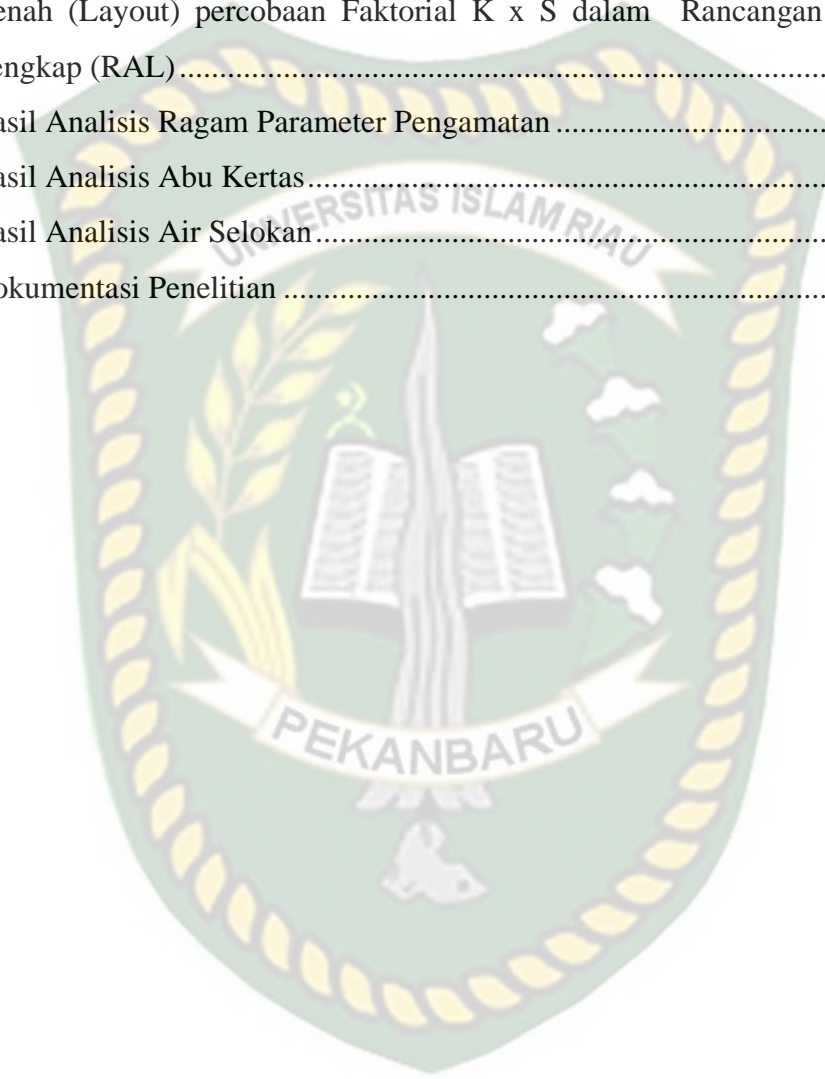 enah (Layout) percobaan Faktorial K x S dalam Rancangan
engkap (RAL)
asil Analisis Ragam Parameter Pengamatan
asil Analisis Abu Kertas
asil Analisis Air Selokan
okumentasi Penelitian
UNIVERSITAS ISLAM RIAU
PEKANBARU